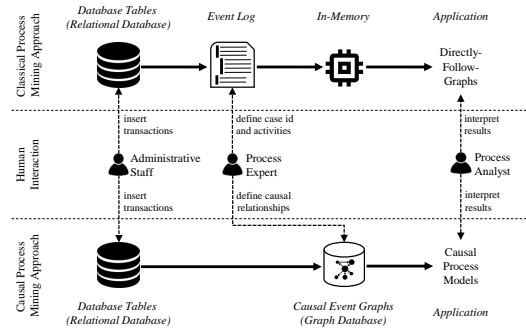 Database Tables
(Relational Database)
Event Log
In-Memory
Application
Classical Process
Mining Approach
Directly-
Follow-
Graphs
insert
transactions
define case id
and activities
interpret
results
Human
Interaction
Administrative
Staff
Process
Expert
Process
Analyst
insert
transactions
define causal
relationships
interpret
results
Causal Process
Mining Approach
Causal
Process
Models
Database Tables
(Relational Database)
Causal Event Graphs
(Graph Database)
Application